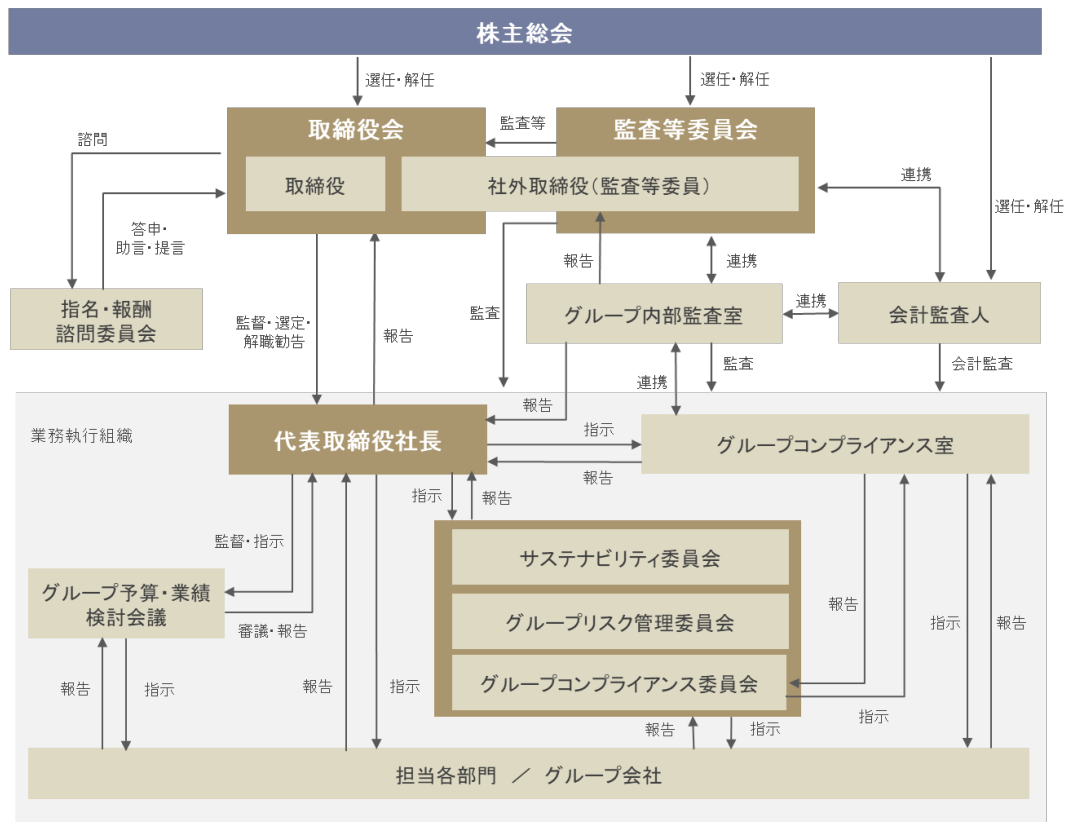 株主総会
選任・解任
選任・解任
取締役会
監査等
監査等委員会
諮問
取締役
社外取締役（監査等委員）
連携
選任・解任
答申・
助言・提言
報告
連携
指名・報酬
諮問委員会
監督・選定・
解職勧告
報告
監査
グループ内部監査室
連携
会計監査人
監査
会計監査
連携
報告
業務執行組織
代表取締役社長
指示
報告
グループコンプライアンス室
指示
報告
監督・指示
サステナビリティ委員会
グループ予算・業績
検討会議
審議・報告
グループリスク管理委員会
報告
指示
報告
グループコンプライアンス委員会
報告
指示
報告
指示
指示
報告
指示
担当各部門　／　グループ会社